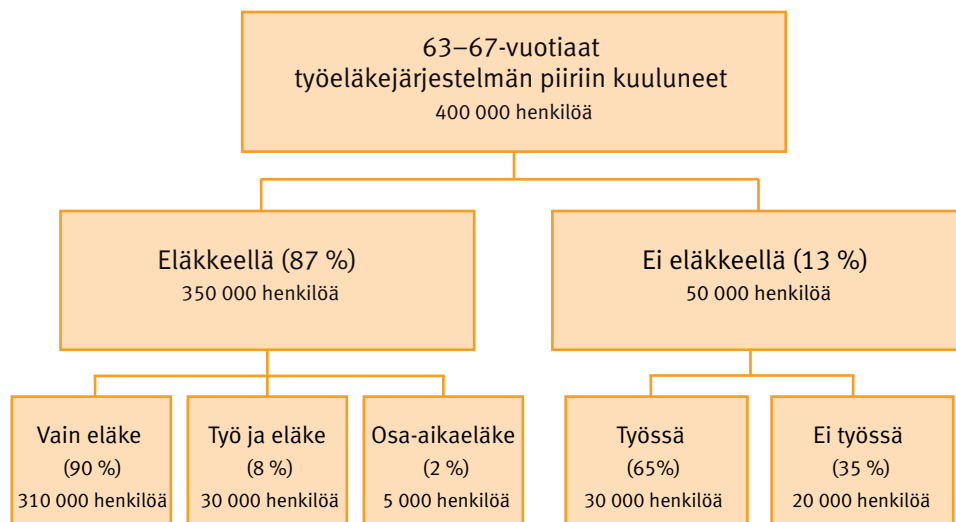 63–67-vuotiaat
työeläkejärjestelmän piiriin kuuluneet
400 000 henkilöä
Eläkkeellä (87 %)
350 000 henkilöä
Ei eläkkeellä (13 %)
50 000 henkilöä
Vain eläke
(90 %)
310 000 henkilöä
Työ ja eläke
(8 %)
30 000 henkilöä
Osa-aikaeläke
(2 %)
5 000 henkilöä
Työssä
(65%)
30 000 henkilöä
Ei työssä
(35 %)
20 000 henkilöä